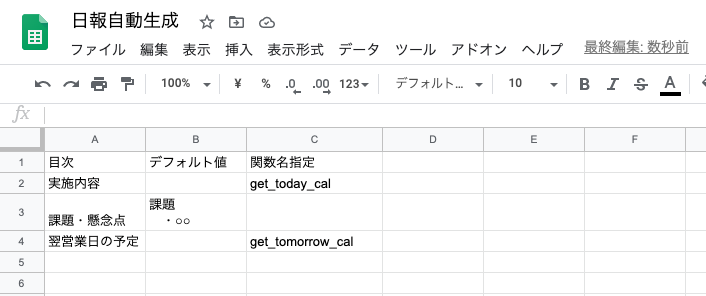 日報自動生成
ファイル 編集 表示 挿入 表示形式 データ ツール アドオン ヘルプ 最終編集: 数秒前
100% ¥ % .0 .00 123 デフォルト... 10 B I S A
fx
A B C D E F
1 目次 デフォルト値 関数名指定
2 実施内容 get_today_cal
課題
3 課題・懸念点 ・○○
4 翌営業日の予定 get_tomorrow_cal
5
6